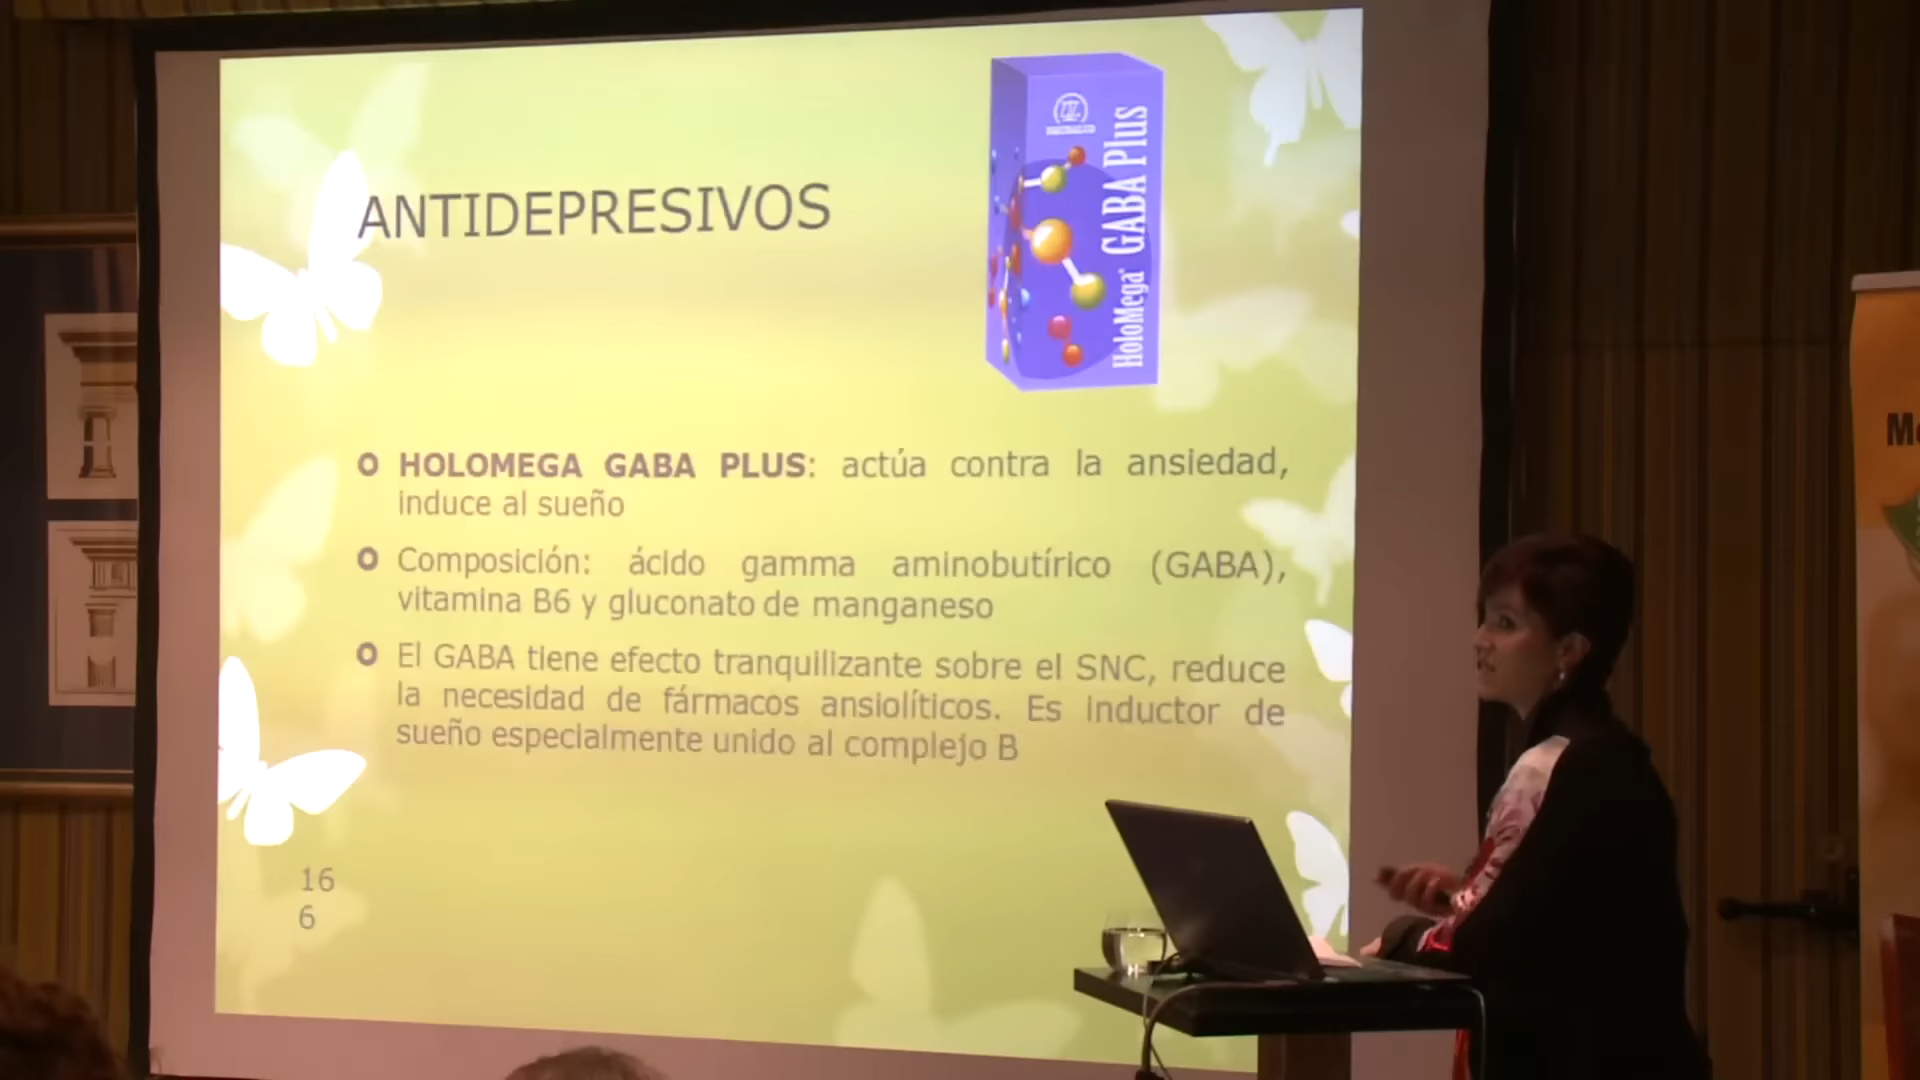 ANTIDEPRESIVOS
HoloMega® GABA Plus
HOLOMEGA GABA PLUS: actúa contra la ansiedad,
induce al sueño
Composición: ácido gamma aminobutírico (GABA),
vitamina B6 y gluconato de manganeso
El GABA tiene efecto tranquilizante sobre el SNC, reduce
la necesidad de fármacos ansiolíticos. Es inductor de
sueño especialmente unido al complejo B
16
6